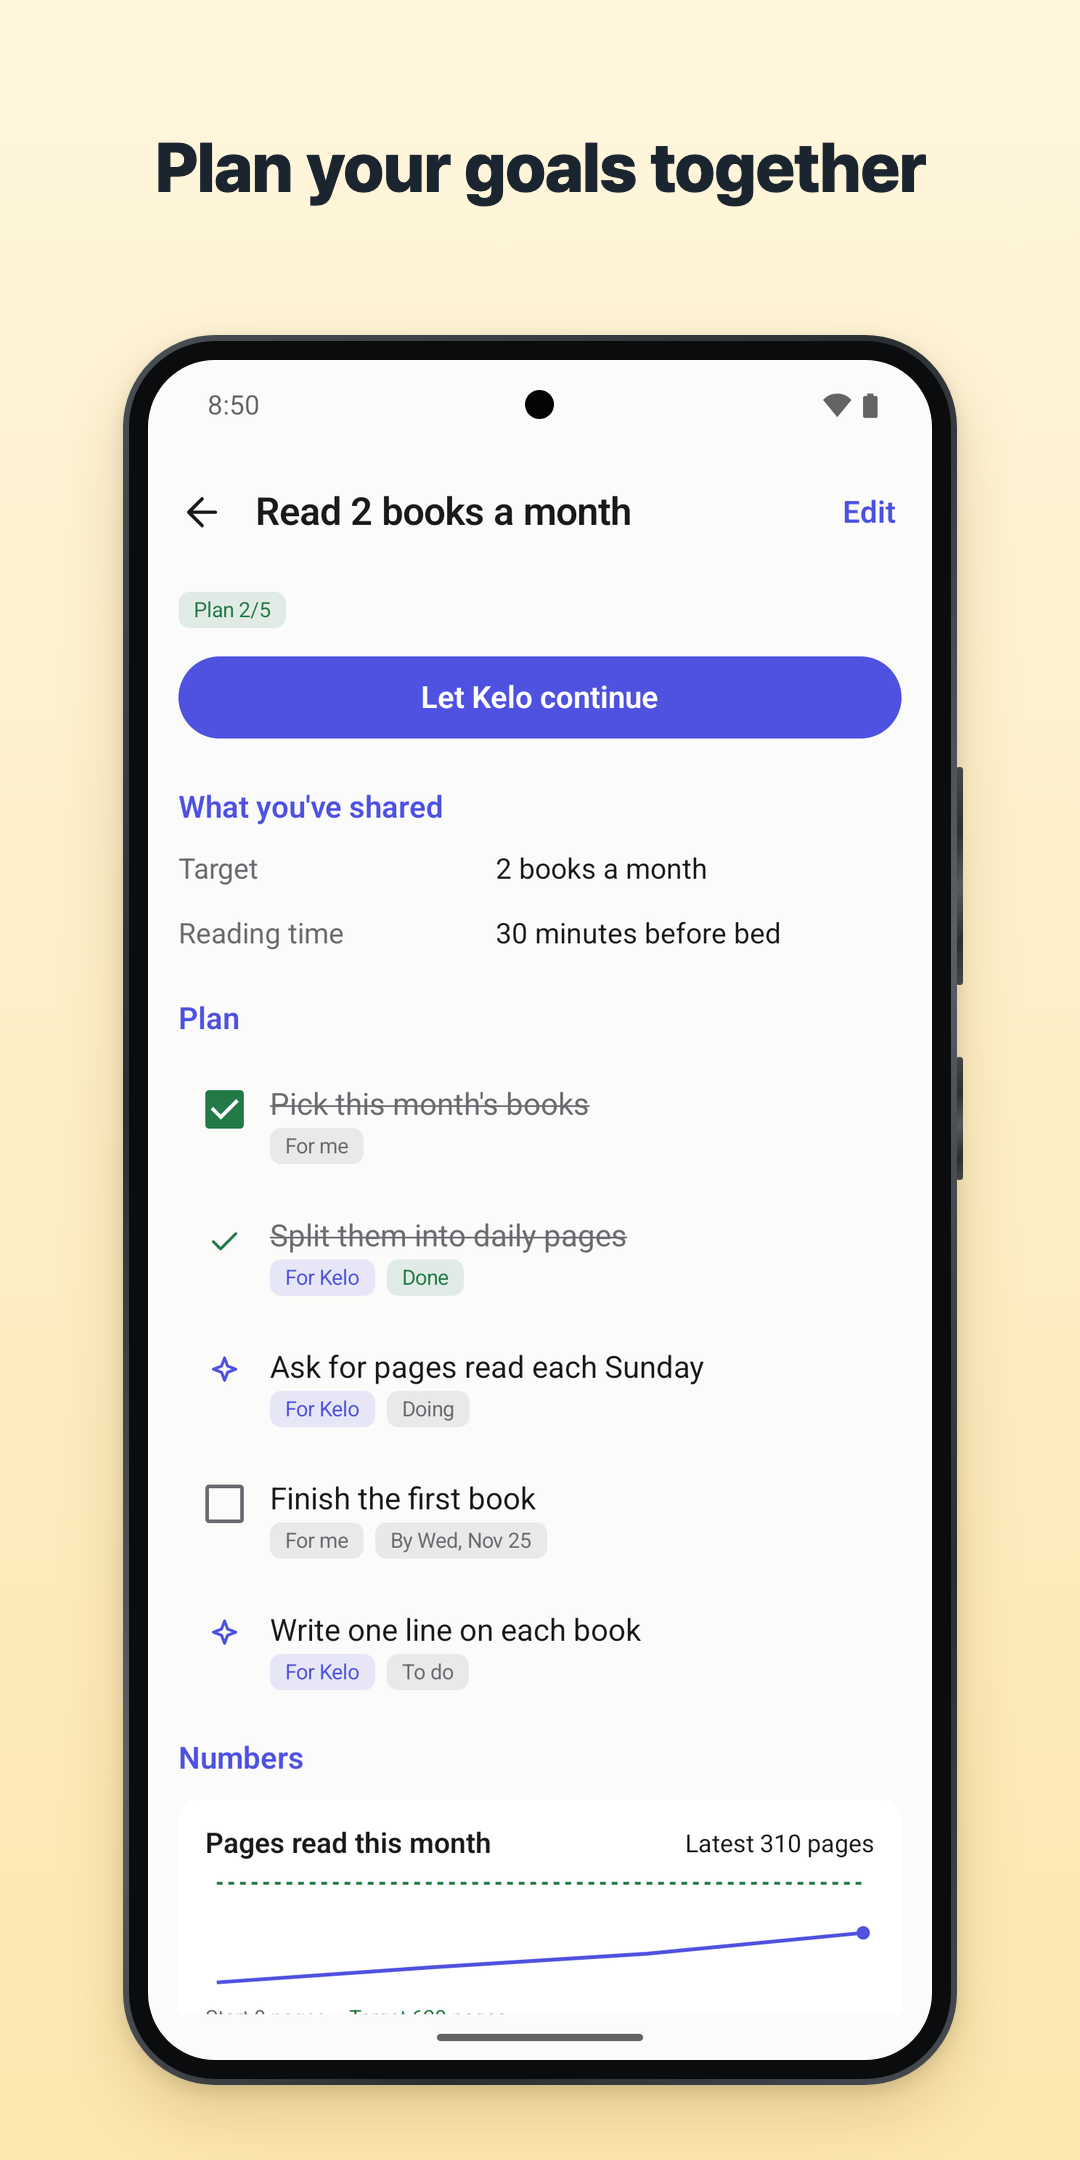 Plan your goals together
8:50
Read 2 books a month
Edit
Plan 2/5
Let Kelo continue
What you've shared
Target 2 books a month
Reading time 30 minutes before bed
Plan
Pick this month's books
For me
Split them into daily pages
For Kelo Done
Ask for pages read each Sunday
For Kelo Doing
Finish the first book
For me By Wed, Nov 25
Write one line on each book
For Kelo To do
Numbers
Pages read this month Latest 310 pages